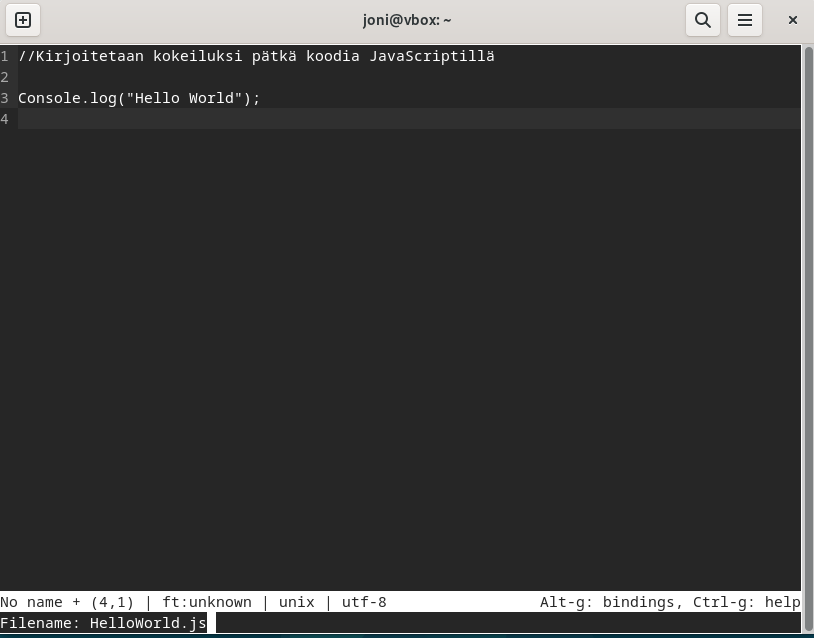 joni@vbox: ~
1 //Kirjoitetaan kokeiluksi pätkä koodia JavaScriptillä
2
3 Console.log("Hello World");
4
No name + (4,1) | ft:unknown | unix | utf-8 Alt-g: bindings, Ctrl-g: help
Filename: HelloWorld.js